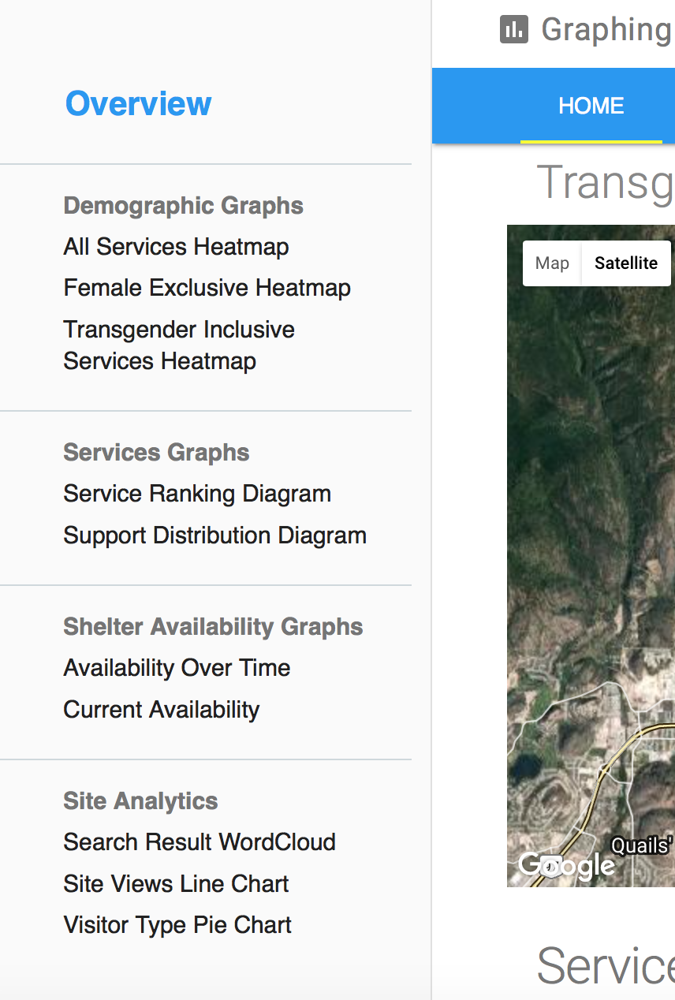 Overview
Demographic Graphs
All Services Heatmap
Female Exclusive Heatmap
Transgender Inclusive
Services Heatmap
Services Graphs
Service Ranking Diagram
Support Distribution Diagram
Shelter Availability Graphs
Availability Over Time
Current Availability
Site Analytics
Search Result WordCloud
Site Views Line Chart
Visitor Type Pie Chart
Graphing
HOME
Transg
Map Satellite
Quails'
Google
Service